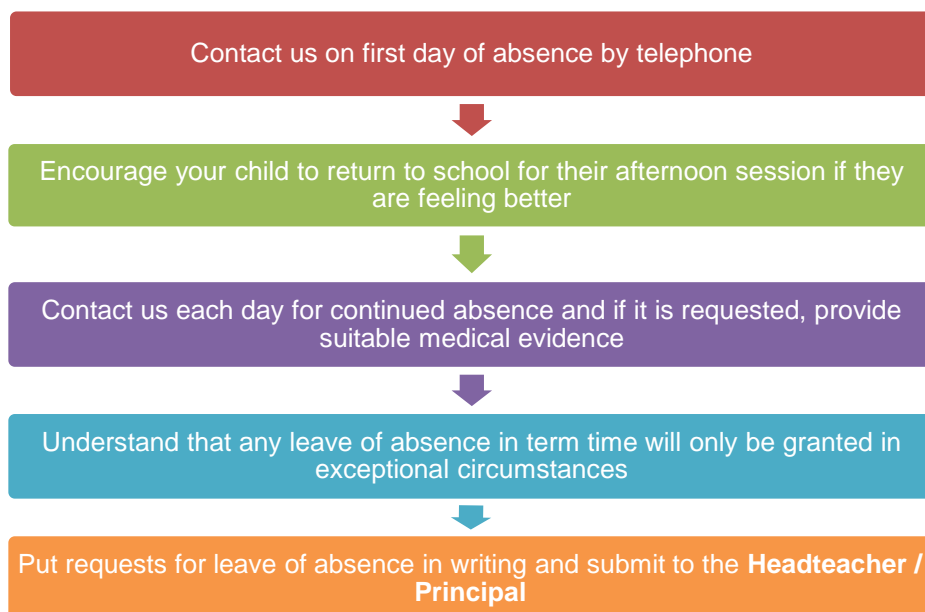 Contact us on first day of absence by telephone
Encourage your child to return to school for their afternoon session if they
are feeling better
Contact us each day for continued absence and if it is requested, provide
suitable medical evidence
Understand that any leave of absence in term time will only be granted in
exceptional circumstances
Put requests for leave of absence in writing and submit to the Headteacher /
Principal